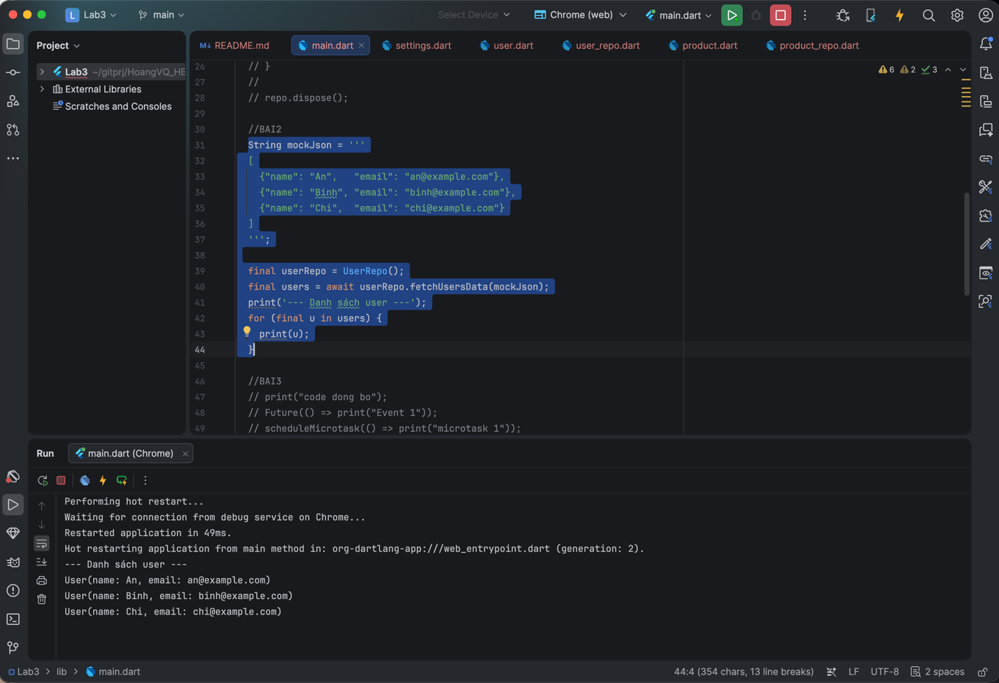 L Lab3 main Select Device Chrome (web) main.dart
Project
Lab3 ~/gitprj/HoangVQ_HE
External Libraries
Scratches and Consoles
M↓ README.md main.dart settings.dart user.dart user_repo.dart product.dart product_repo.dart
6 2 3
26 // }
27 //
28 // repo.dispose();
29
30 //BAI2
31 String mockJson = '''
32 [
33 {"name": "An", "email": "an@example.com"},
34 {"name": "Binh", "email": "binh@example.com"},
35 {"name": "Chi", "email": "chi@example.com"}
36 ]
37 ''';
38
39 final userRepo = UserRepo();
40 final users = await userRepo.fetchUsersData(mockJson);
41 print('--- Danh sách user ---');
42 for (final u in users) {
43 print(u);
44 }
45
46 //BAI3
47 // print("code dong bo");
48 // Future(() => print("Event 1"));
49 // scheduleMicrotask(() => print("microtask 1"));
Run main.dart (Chrome)
Performing hot restart...
Waiting for connection from debug service on Chrome...
Restarted application in 49ms.
Hot restarting application from main method in: org-dartlang-app:///web_entrypoint.dart (generation: 2).
--- Danh sách user ---
User(name: An, email: an@example.com)
User(name: Binh, email: binh@example.com)
User(name: Chi, email: chi@example.com)
Lab3 > lib > main.dart 44:4 (354 chars, 13 line breaks) LF UTF-8 2 spaces